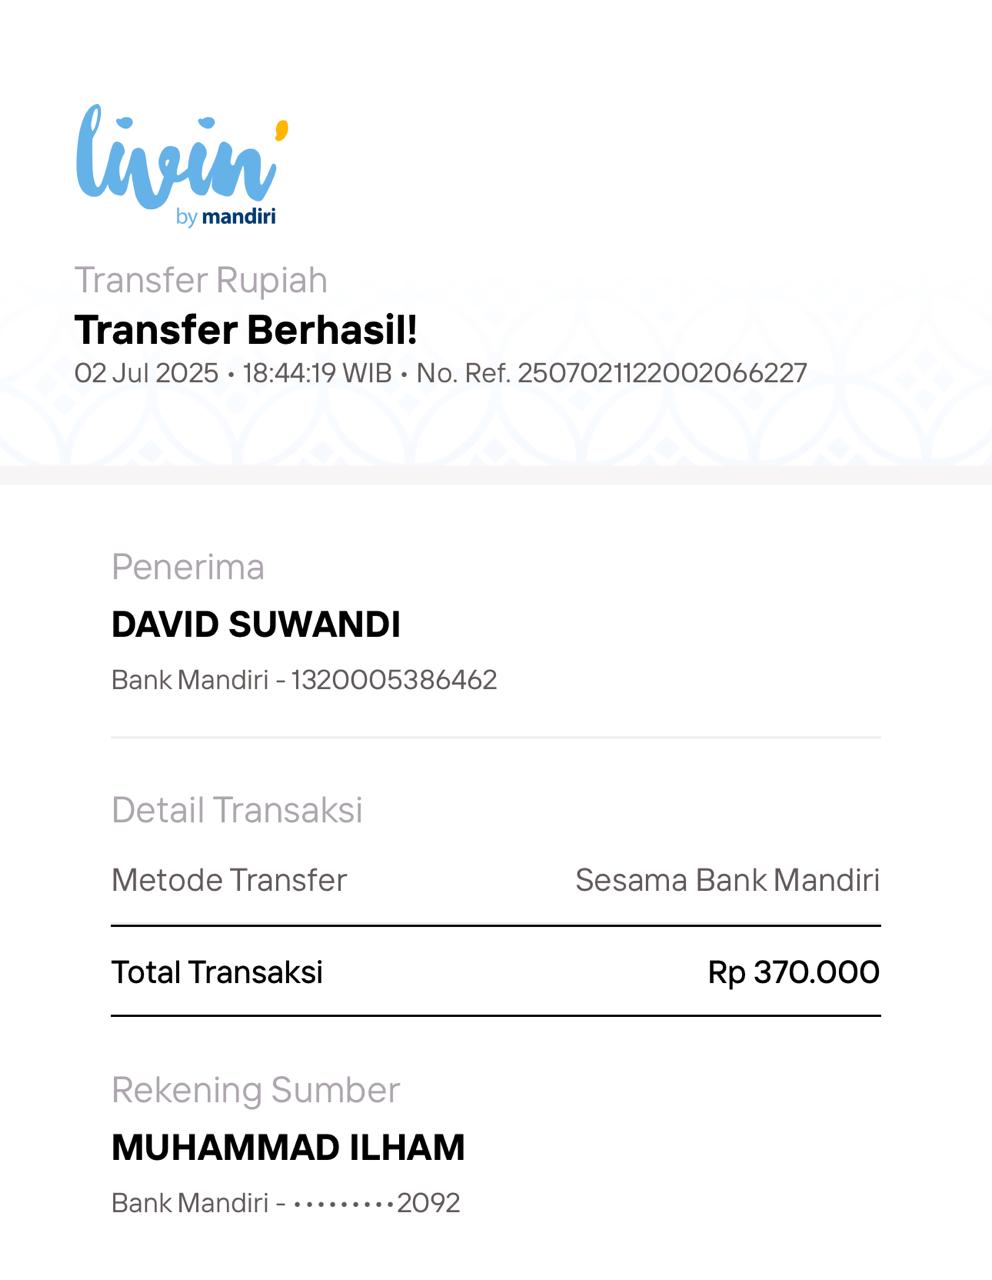 livin'
by mandiri
Transfer Rupiah
Transfer Berhasil!
02 Jul 2025 • 18:44:19 WIB • No. Ref. 2507021122002066227
Penerima
DAVID SUWANDI
Bank Mandiri - 1320005386462
Detail Transaksi
Metode Transfer Sesama Bank Mandiri
Total Transaksi Rp 370.000
Rekening Sumber
MUHAMMAD ILHAM
Bank Mandiri - •••••••••2092